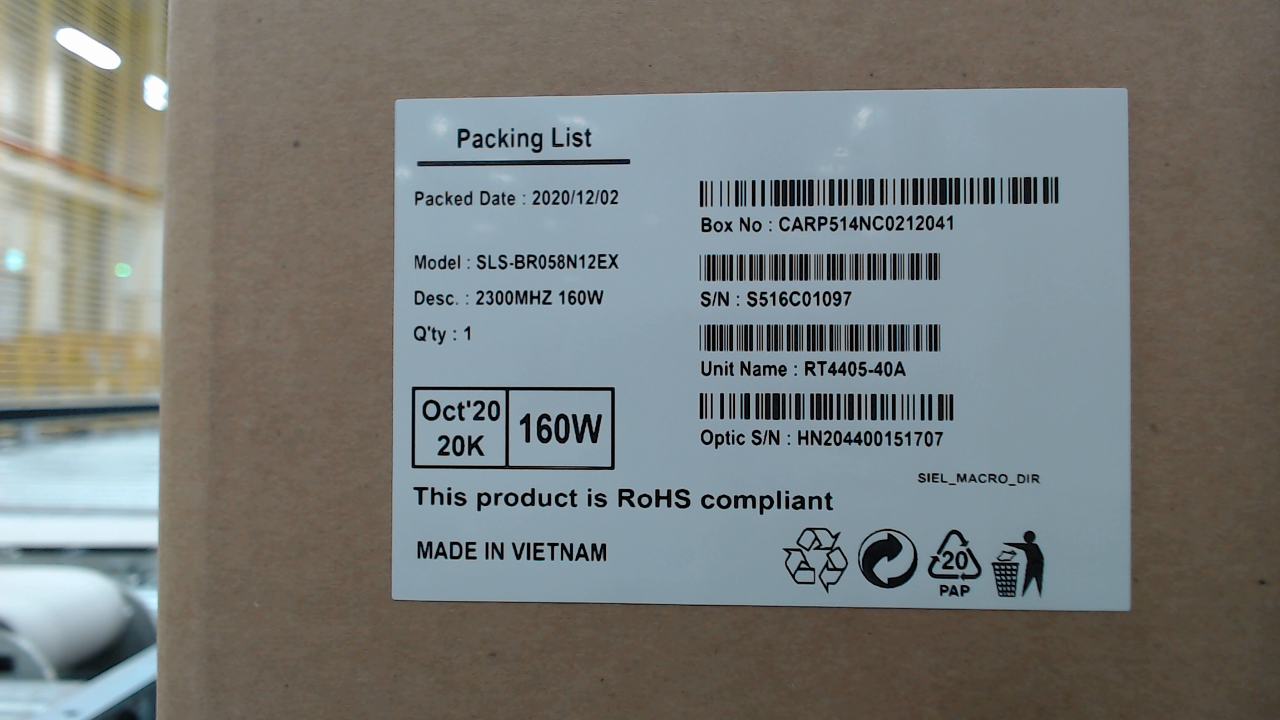 Packing List
Packed Date : 2020/12/02
Model : SLS-BR058N12EX
Desc. : 2300MHZ 160W
Q'ty : 1
Box No : CARP514NC0212041
S/N : S516C01097
Unit Name : RT4405-40A
Optic S/N : HN204400151707
Oct'20
20K
160W
SIEL_MACRO_DIR
This product is RoHS compliant
MADE IN VIETNAM
20
PAP